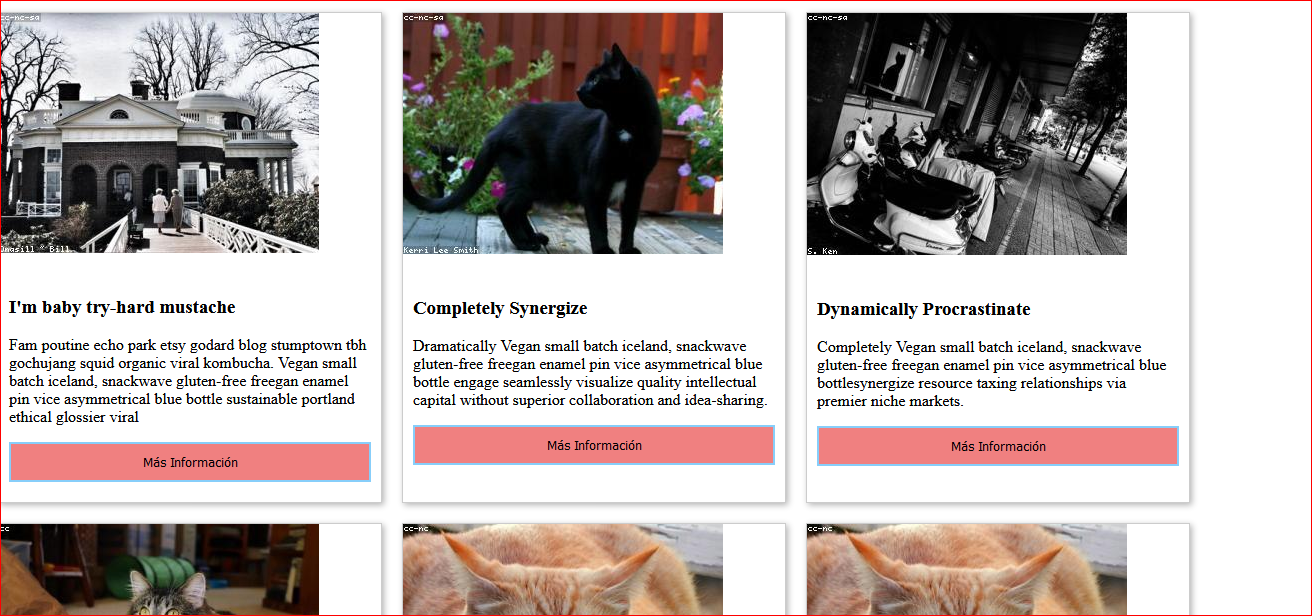 cc-nc-sa
cc-nc-sa
cc-nc-sa
Kerri Lee Smith
S. Ken
I'm baby try-hard mustache
Fam poutine echo park etsy godard blog stumptown tbh
gochujang squid organic viral kombucha. Vegan small
batch iceland, snackwave gluten-free freegan enamel
pin vice asymmetrical blue bottle sustainable portland
ethical glossier viral
Más Información
Completely Synergize
Dramatically Vegan small batch iceland, snackwave
gluten-free freegan enamel pin vice asymmetrical blue
bottle engage seamlessly visualize quality intellectual
capital without superior collaboration and idea-sharing.
Más Información
Dynamically Procrastinate
Completely Vegan small batch iceland, snackwave
gluten-free freegan enamel pin vice asymmetrical blue
bottlesynergize resource taxing relationships via
premier niche markets.
Más Información
cc
cc-nc
cc-nc